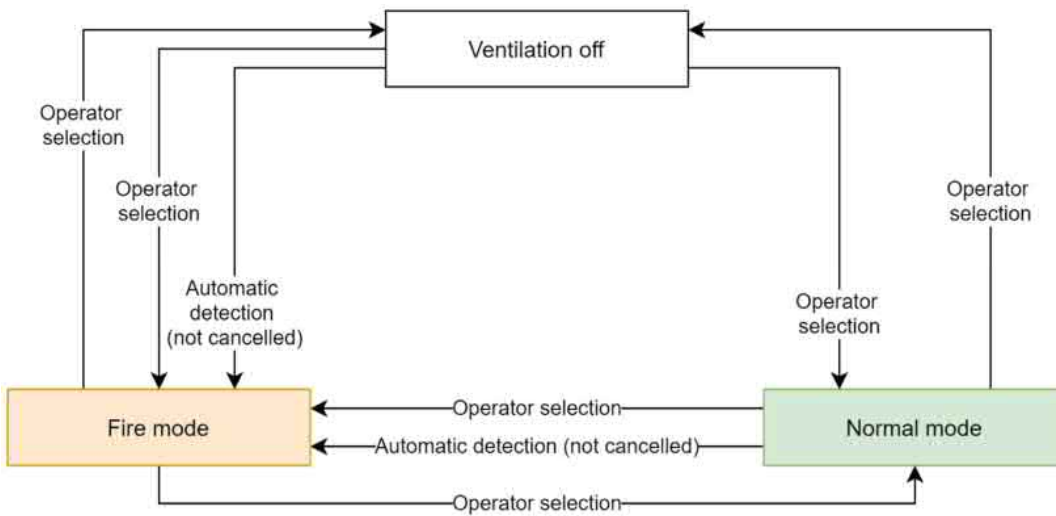 Ventilation off
Operator
selection
Operator
selection
Operator
selection
Automatic
detection
(not cancelled)
Operator
selection
Fire mode
Operator selection
Automatic detection (not cancelled)
Normal mode
Operator selection